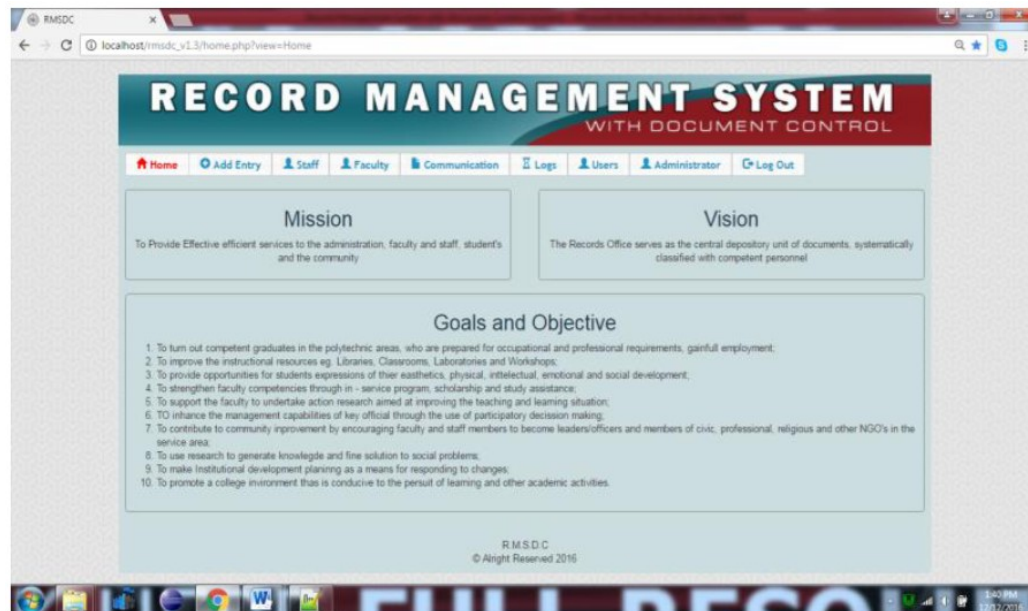 RMSDC
localhost/rmsdc_v1.3/home.php?view=Home
RECORD MANAGEMENT SYSTEM
WITH DOCUMENT CONTROL
Home Add Entry Staff Faculty Communication Logs Users Administrator Log Out
Mission
To Provide Effective efficient services to the administration, faculty and staff, student's
and the community
Vision
The Records Office serves as the central depository unit of documents, systematically
classified with competent personnel
Goals and Objective
1. To turn out competent graduates in the polytechnic areas, who are prepared for occupational and professional requirements, gainfull employment;
2. To improve the instructional resources eg. Libraries, Classrooms, Laboratories and Workshops;
3. To provide opportunities for students expressions of thier easthetics, physical, inttelectual, emotional and social development;
4. To strengthen faculty competencies through in - service program, scholarship and study assistance;
5. To support the faculty to undertake action research aimed at improving the teaching and learning situation;
6. TO inhance the management capabilities of key official through the use of participatory decission making;
7. To contribute to community inprovement by encouraging faculty and staff members to become leaders/officers and members of civic, professional, religious and other NGO's in the
service area;
8. To use research to generate knowlegde and fine solution to social problems;
9. To make Institutional development planinng as a means for responding to changes;
10. To promote a college invironment thas is conducive to the persuit of learning and other academic activities.
R.M.S.D.C
© Alright Reserved 2016
1:40 PM